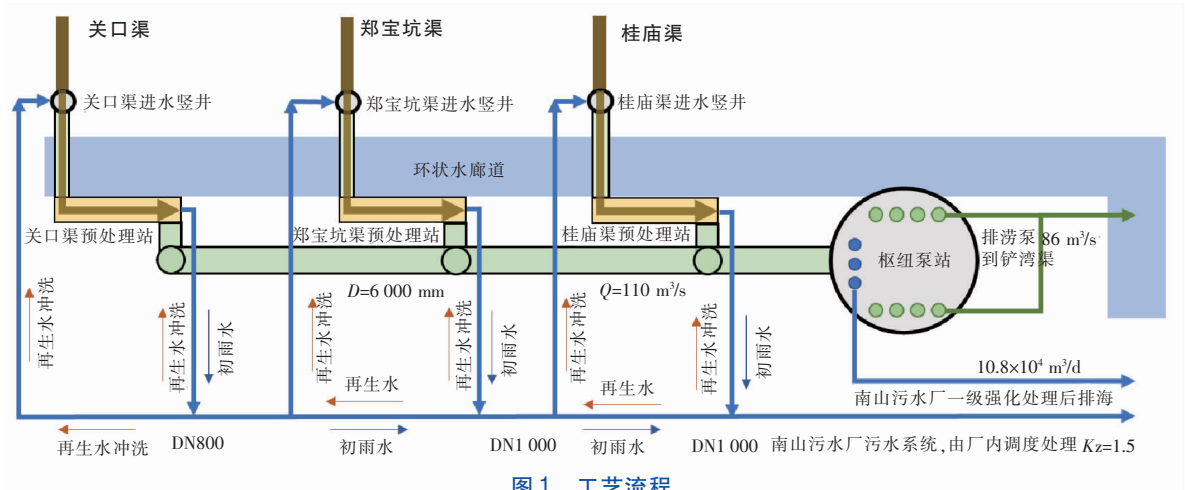 关口渠
郑宝坑渠
桂庙渠
关口渠进水竖井
郑宝坑渠进水竖井
桂庙渠进水竖井
环状水廊道
关口渠预处理站
郑宝坑渠预处理站
桂庙渠预处理站
枢纽泵站
排涝泵86 m³/s
到铲湾渠
D=6 000 mm
Q=110 m³/s
再生水冲洗
再生水冲洗
初雨水
再生水冲洗
再生水冲洗
初雨水
再生水冲洗
再生水冲洗
初雨水
再生水
再生水
10.8×10⁴ m³/d
南山污水厂一级强化处理后排海
再生水冲洗
DN800
初雨水
DN1 000
初雨水
DN1 000
南山污水厂污水系统,由厂内调度处理 Kz=1.5
图1 工艺流程